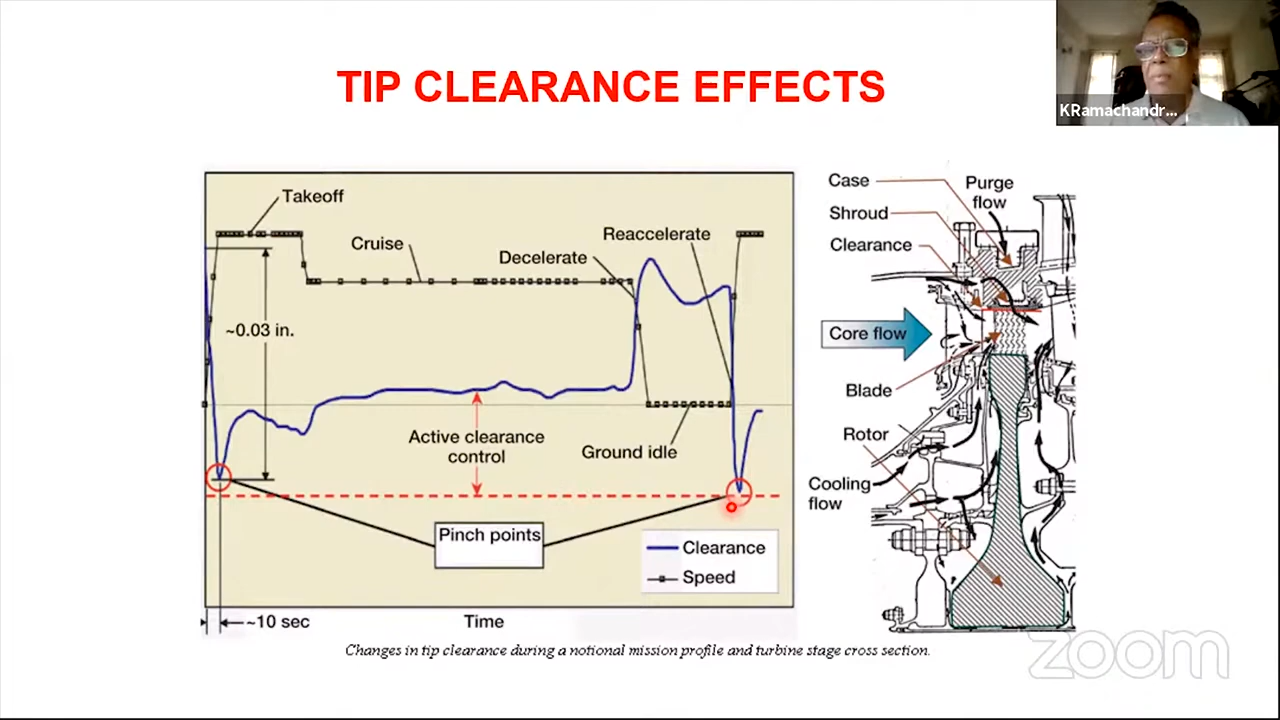 KRamachandr...
TIP CLEARANCE EFFECTS
Takeoff
Cruise
Decelerate
Reaccelerate
~0.03 in.
Active clearance
control
Ground idle
Pinch points
Clearance
Speed
~10 sec
Time
Case
Purge
flow
Shroud
Clearance
Core flow
Blade
Rotor
Cooling
flow
Changes in tip clearance during a notional mission profile and turbine stage cross section.
zoom